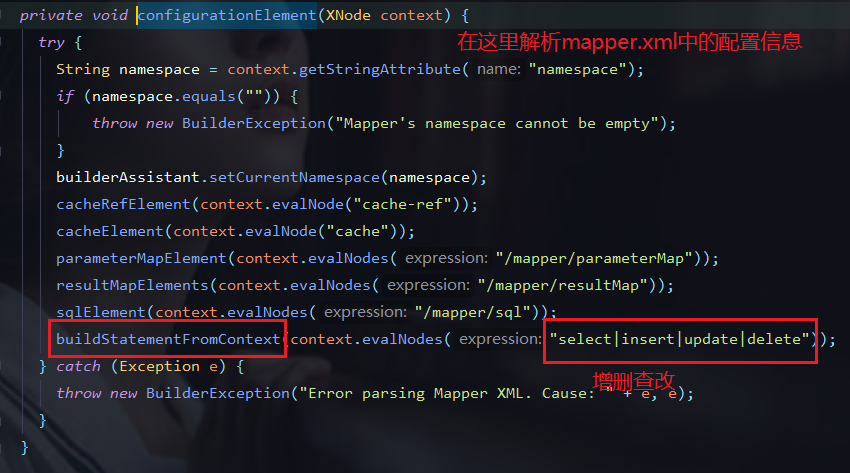 private void configurationElement(XNode context) {
在这里解析mapper.xml中的配置信息
try {
String namespace = context.getStringAttribute( name: "namespace");
if (namespace.equals("")) {
throw new BuilderException("Mapper's namespace cannot be empty");
}
builderAssistant.setCurrentNamespace(namespace);
cacheRefElement(context.evalNode("cache-ref"));
cacheElement(context.evalNode("cache"));
parameterMapElement(context.evalNodes( expression: "/mapper/parameterMap"));
resultMapElements(context.evalNodes( expression: "/mapper/resultMap"));
sqlElement(context.evalNodes( expression: "/mapper/sql"));
buildStatementFromContext(context.evalNodes( expression: "select|insert|update|delete"));
} catch (Exception e) {
增删查改
throw new BuilderException("Error parsing Mapper XML. Cause: " + e, e);
}
}